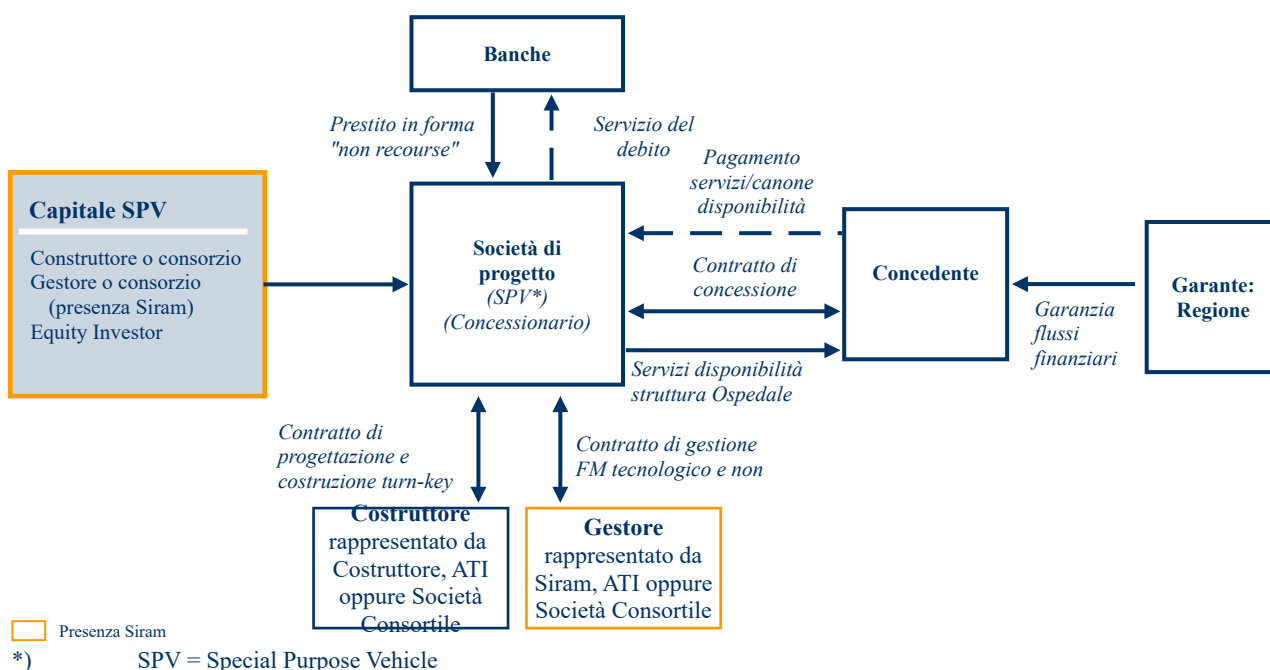 Banche
Prestito in forma
"non recourse"
Servizio del
debito
Pagamento
servizi/canone
disponibilità
Capitale SPV
Construttore o consorzio
Gestore o consorzio
(presenza Siram)
Equity Investor
Società di
progetto
(SPV*)
(Concessionario)
Contratto di
concessione
Concedente
Garanzia
flussi
finanziari
Garante:
Regione
Servizi disponibilità
struttura Ospedale
Contratto di
progettazione e
costruzione turn-key
Contratto di gestione
FM tecnologico e non
Costruttore
rappresentato da
Costruttore, ATI
oppure Società
Consortile
Gestore
rappresentato da
Siram, ATI oppure
Società Consortile
Presenza Siram
*) SPV = Special Purpose Vehicle